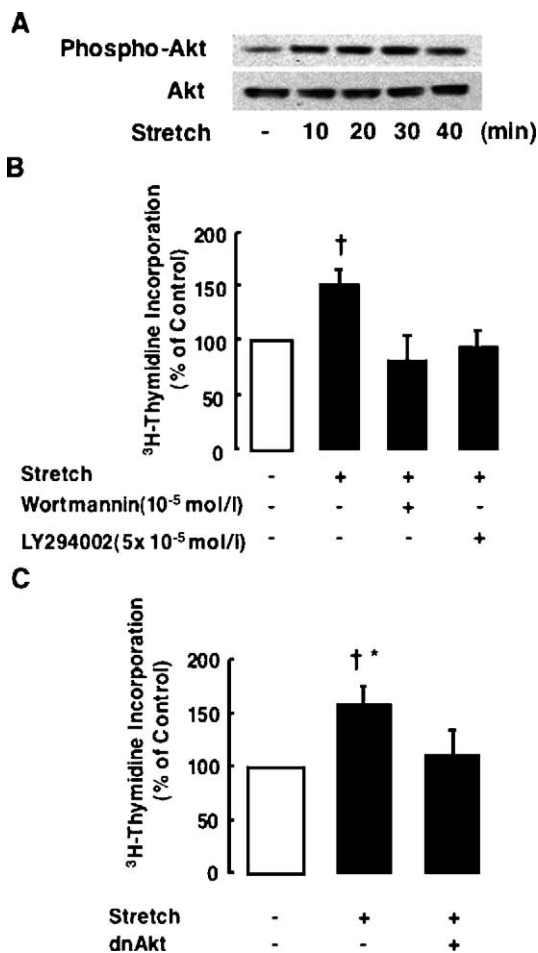 A
Phospho-Akt
Akt
Stretch - 10 20 30 40 (min)
B
³H-Thymidine Incorporation
(% of Control)
200
150
100
50
0
†
Stretch - + + +
Wortmannin(10⁻⁵ mol/l) - - + -
LY294002(5x 10⁻⁵ mol/l) - - - +
C
³H-Thymidine Incorporation
(% of Control)
200
150
100
50
0
† *
Stretch - + +
dnAkt - - +